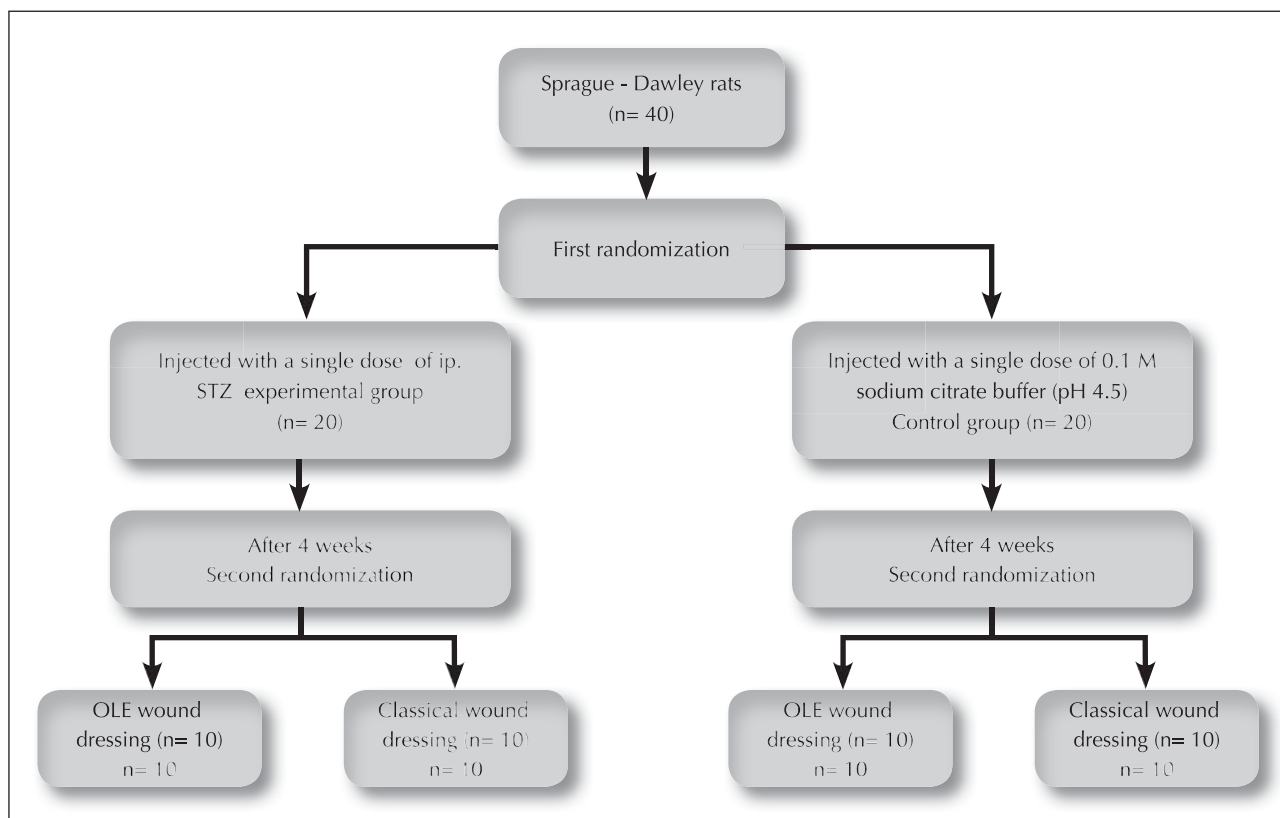 Sprague - Dawley rats
(n= 40)
First randomization
Injected with a single dose of ip.
STZ experimental group
(n= 20)
Injected with a single dose of 0.1 M
sodium citrate buffer (pH 4.5)
Control group (n= 20)
After 4 weeks
Second randomization
After 4 weeks
Second randomization
OLE wound
dressing (n= 10)
n= 10
Classical wound
dressing (n= 10)
n= 10
OLE wound
dressing (n= 10)
n= 10
Classical wound
dressing (n= 10)
n= 10